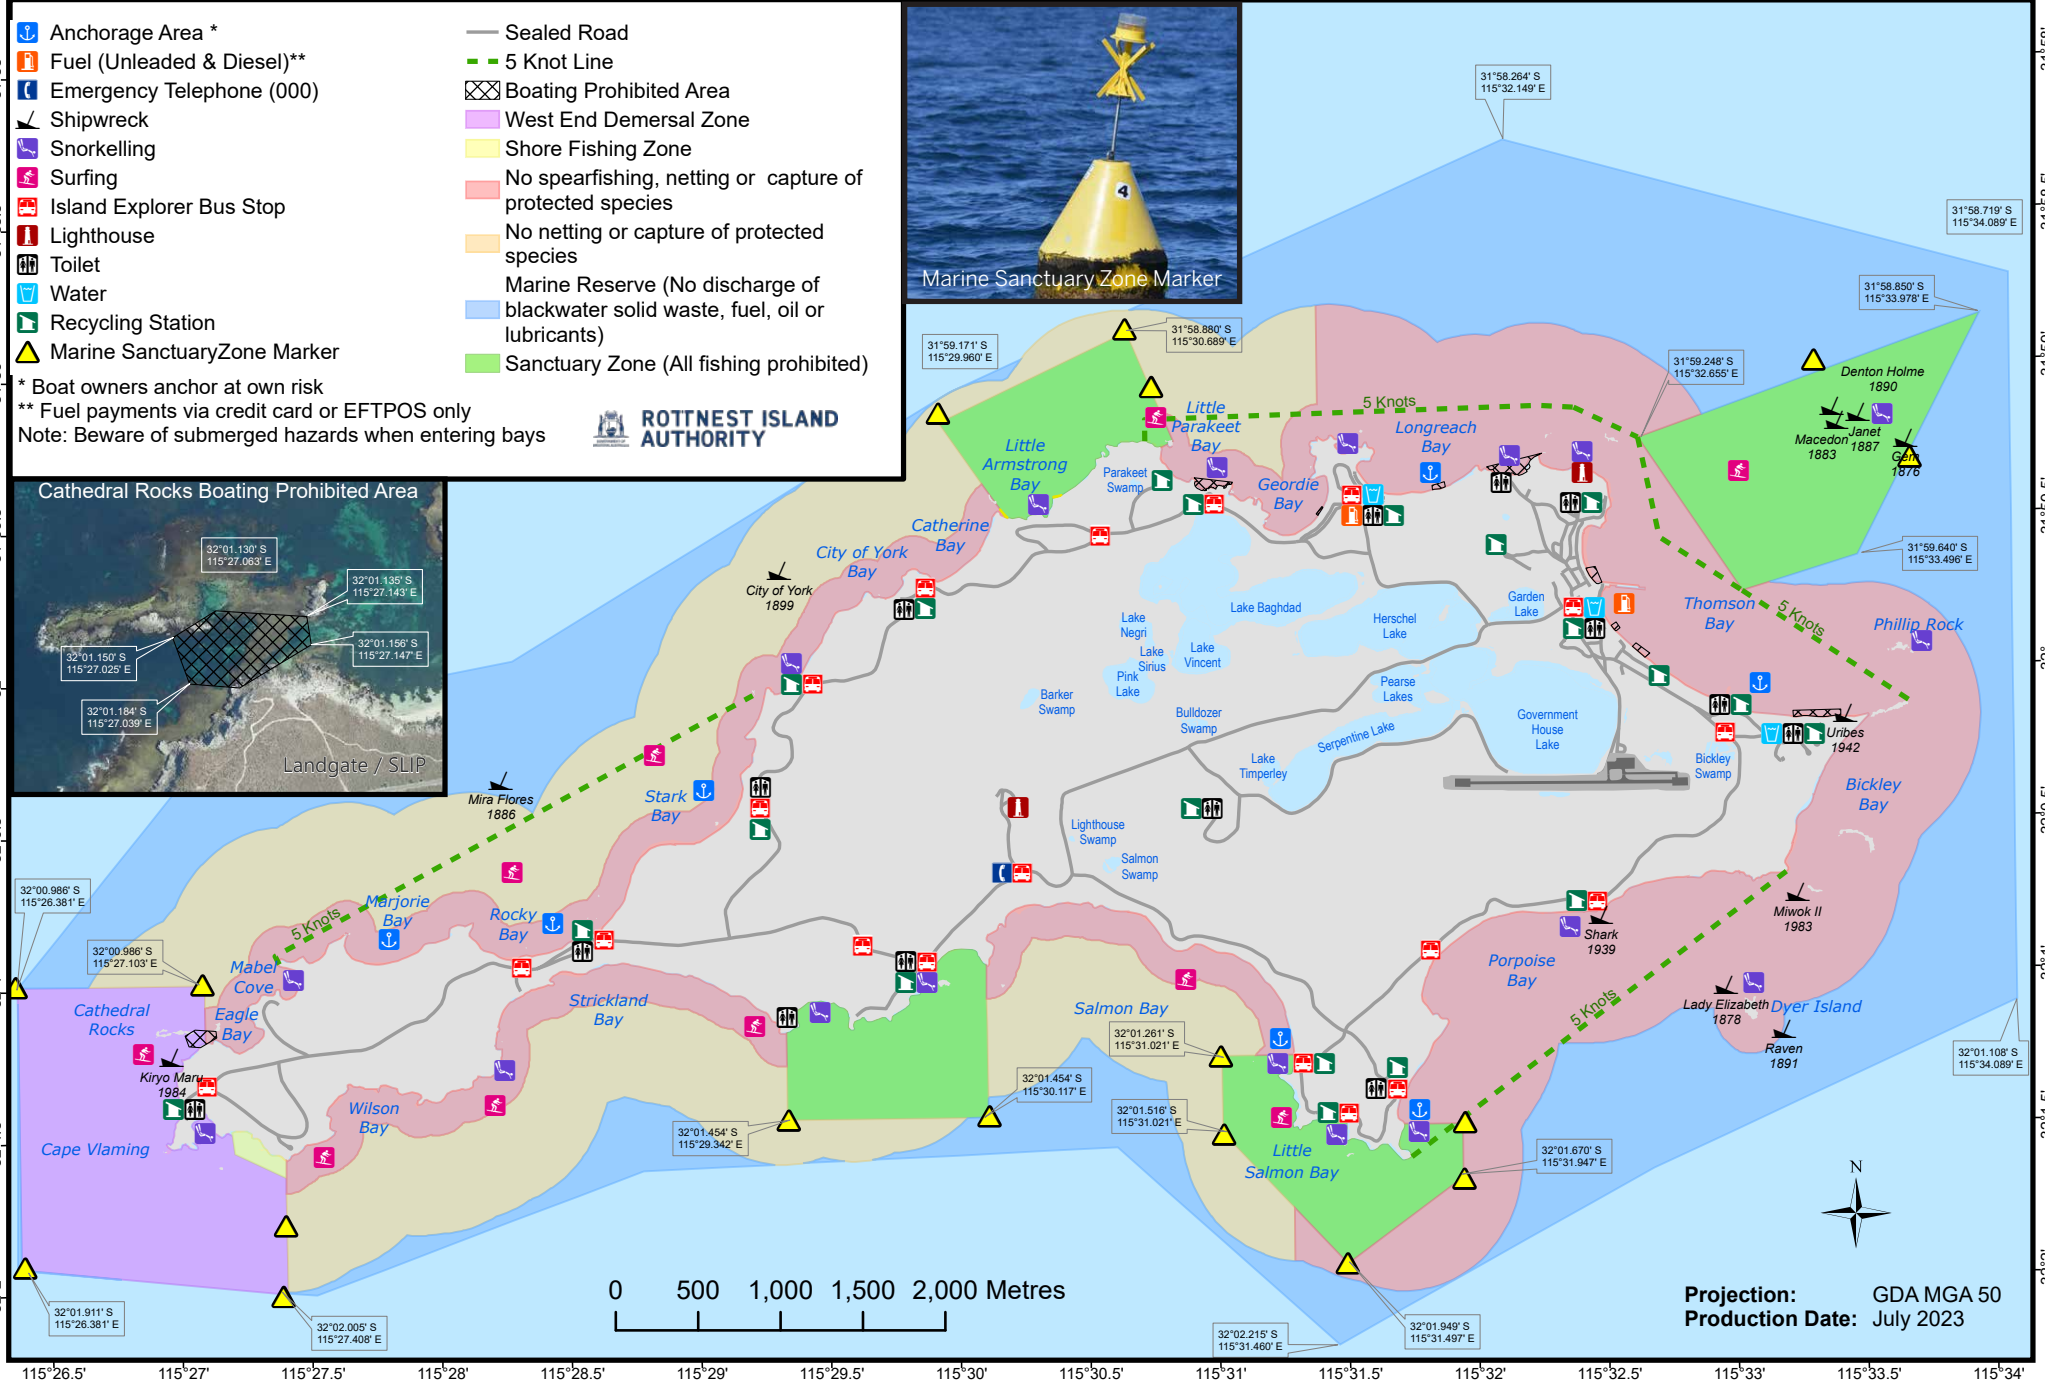 Anchorage Area *
Fuel (Unleaded & Diesel)**
Emergency Telephone (000)
Shipwreck
Snorkelling
Surfing
Island Explorer Bus Stop
Lighthouse
Toilet
Water
Recycling Station
Marine SanctuaryZone Marker
* Boat owners anchor at own risk
** Fuel payments via credit card or EFTPOS only
Note: Beware of submerged hazards when entering bays
Sealed Road
5 Knot Line
Boating Prohibited Area
West End Demersal Zone
Shore Fishing Zone
No spearfishing, netting or capture of
protected species
No netting or capture of protected
species
Marine Reserve (No discharge of
blackwater solid waste, fuel, oil or
lubricants)
Sanctuary Zone (All fishing prohibited)
ROTTNEST ISLAND
AUTHORITY
4
Marine Sanctuary Zone Marker
Cathedral Rocks Boating Prohibited Area
32°01.130' S
115°27.063' E
32°01.135' S
115°27.143' E
32°01.150' S
115°27.025' E
32°01.156' S
115°27.147' E
32°01.184' S
115°27.039' E
Landgate / SLIP
31°58.264' S
115°32.149' E
31°58.719' S
115°34.089' E
31°58.850' S
115°33.978' E
31°59.171' S
115°29.960' E
31°58.880' S
115°30.689' E
31°59.248' S
115°32.655' E
Denton Holme
1890
Macedon
1883
Janet
1887
Gem
1876
31°59.640' S
115°33.496' E
5 Knots
Little
Parakeet
Bay
Longreach
Bay
Little
Armstrong
Bay
Parakeet
Swamp
Geordie
Bay
Catherine
Bay
City of York
Bay
City of York
1899
Lake Baghdad
Lake
Negri
Lake
Sirius
Lake
Vincent
Pink
Lake
Herschel
Lake
Garden
Lake
Thomson
Bay
5 Knots
Phillip Rock
Barker
Swamp
Bulldozer
Swamp
Pearse
Lakes
Serpentine Lake
Government
House
Lake
Lake
Timperley
Bickley
Swamp
Uribes
1942
Bickley
Bay
Mira Flores
1886
Stark
Bay
Lighthouse
Swamp
Salmon
Swamp
32°00.986' S
115°26.381' E
32°00.986' S
115°27.103' E
5 Knots
Marjorie
Bay
Rocky
Bay
Mabel
Cove
Eagle
Bay
Cathedral
Rocks
Kiryo Maru
1984
Cape Vlaming
Wilson
Bay
Strickland
Bay
Salmon Bay
Shark
1939
Miwok II
1983
Porpoise
Bay
Lady Elizabeth
1878
Dyer Island
Raven
1891
5 Knots
32°01.261' S
115°31.021' E
32°01.454' S
115°30.117' E
32°01.454' S
115°29.342' E
32°01.516' S
115°31.021' E
Little
Salmon Bay
32°01.670' S
115°31.947' E
32°01.108' S
115°34.089' E
32°01.911' S
115°26.381' E
32°02.005' S
115°27.408' E
32°02.215' S
115°31.460' E
32°01.949' S
115°31.497' E
N
0 500 1,000 1,500 2,000 Metres
Projection: GDA MGA 50
Production Date: July 2023
115°26.5' 115°27' 115°27.5' 115°28' 115°28.5' 115°29' 115°29.5' 115°30' 115°30.5' 115°31' 115°31.5' 115°32' 115°32.5' 115°33' 115°33.5' 115°34'